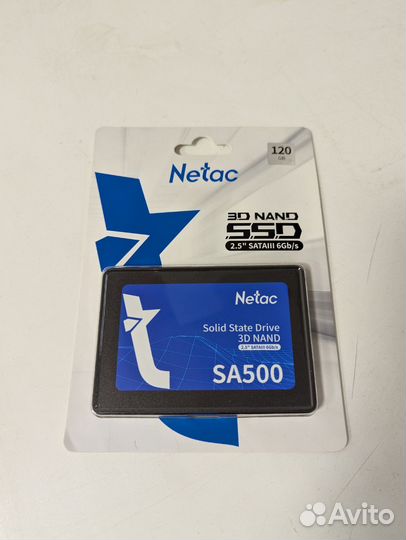 120
GB
Netac
3D NAND
SSD
2.5" SATAIII 6Gb/s
Netac
Solid State Drive
3D NAND
2.5" SATAIII 6Gb/s
SA500
Avito